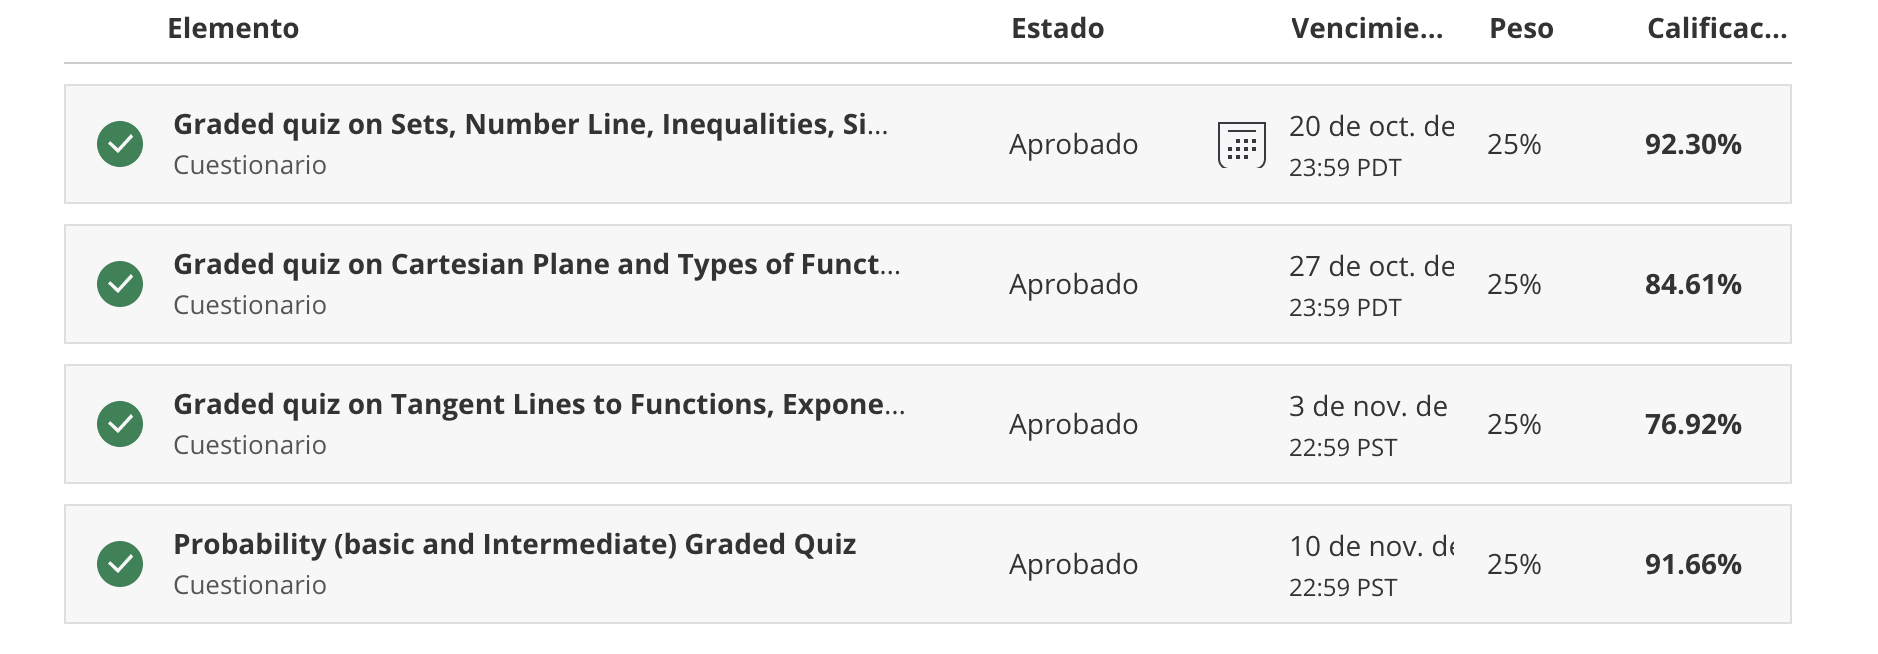 Elemento Estado Vencimie... Peso Calificac...
Graded quiz on Sets, Number Line, Inequalities, Si...
Cuestionario
Aprobado
20 de oct. de
23:59 PDT
25%
92.30%
Graded quiz on Cartesian Plane and Types of Funct...
Cuestionario
Aprobado
27 de oct. de
23:59 PDT
25%
84.61%
Graded quiz on Tangent Lines to Functions, Expone...
Cuestionario
Aprobado
3 de nov. de
22:59 PST
25%
76.92%
Probability (basic and Intermediate) Graded Quiz
Cuestionario
Aprobado
10 de nov. de
22:59 PST
25%
91.66%